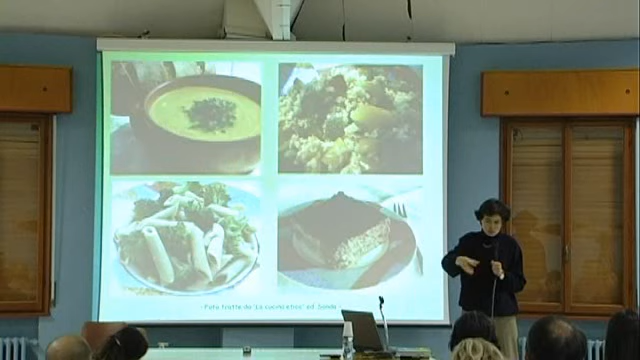 - Foto tratte da "La cucina etica" ed. Sonda -